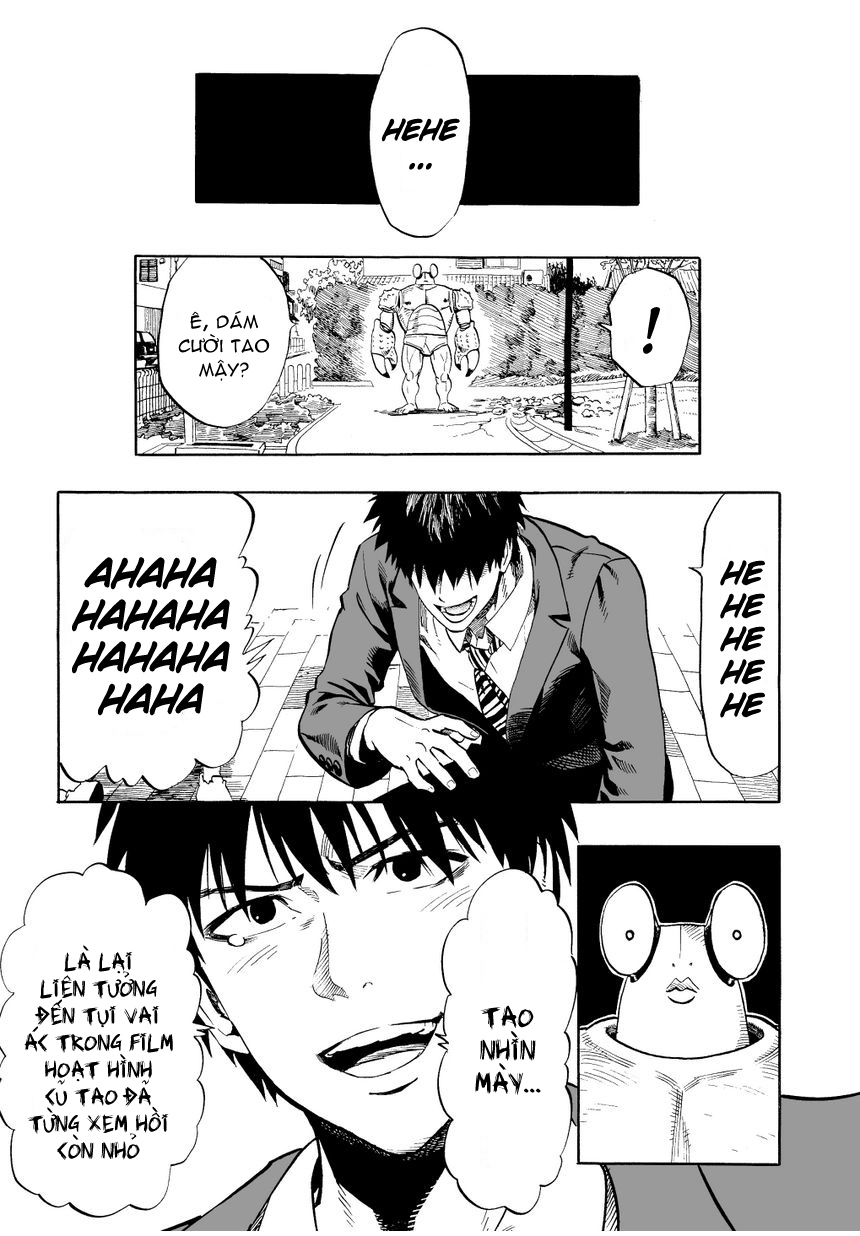 HEHE
...
!
Ê, DÁM
CƯỜI TAO
MẬY?
HE
HE
HE
HE
HE
AHAHA
HAHAHA
HAHAHA
HAHA
TAO
NHÌN
MÀY...
LÀ LẠI
LIÊN TƯỞNG
ĐẾN TỤI VAI
ÁC TRONG FILM
HOẠT HÌNH
CŨ TAO ĐÃ
TỪNG XEM HỒI
CÒN NHỎ